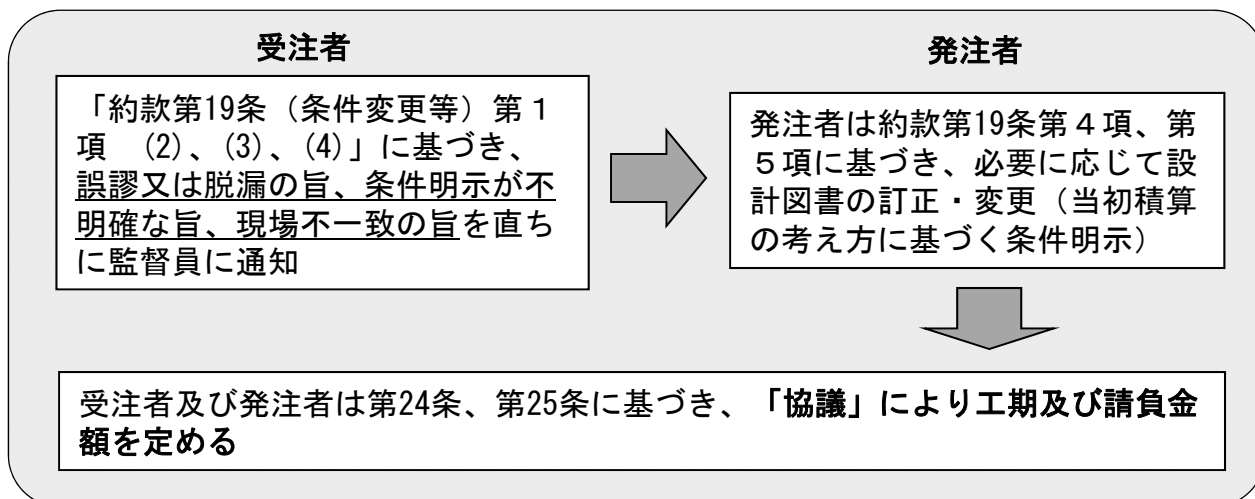 受注者
「約款第19条（条件変更等）第１
項　(2)、(3)、(4)」に基づき、
誤謬又は脱漏の旨、条件明示が不
明確な旨、現場不一致の旨を直ち
に監督員に通知
発注者
発注者は約款第19条第４項、第
５項に基づき、必要に応じて設
計図書の訂正・変更（当初積算
の考え方に基づく条件明示）
受注者及び発注者は第24条、第25条に基づき、「協議」により工期及び請負金
額を定める